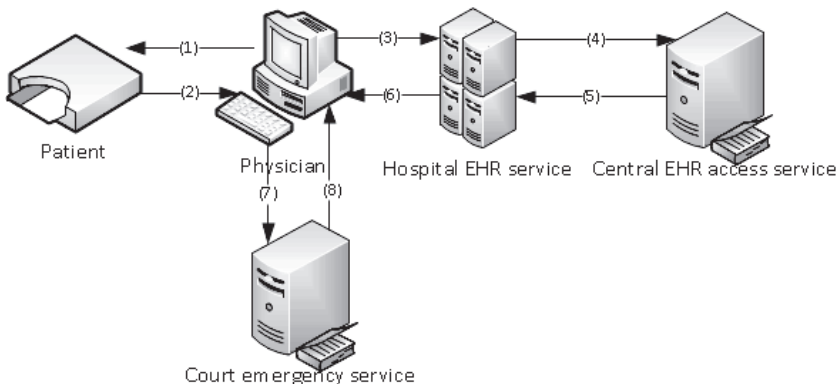 (1)
(3)
(4)
(2)
(6)
(5)
Patient
Physician
Hospital EHR service
Central EHR access service
(7)
(8)
Court emergency service